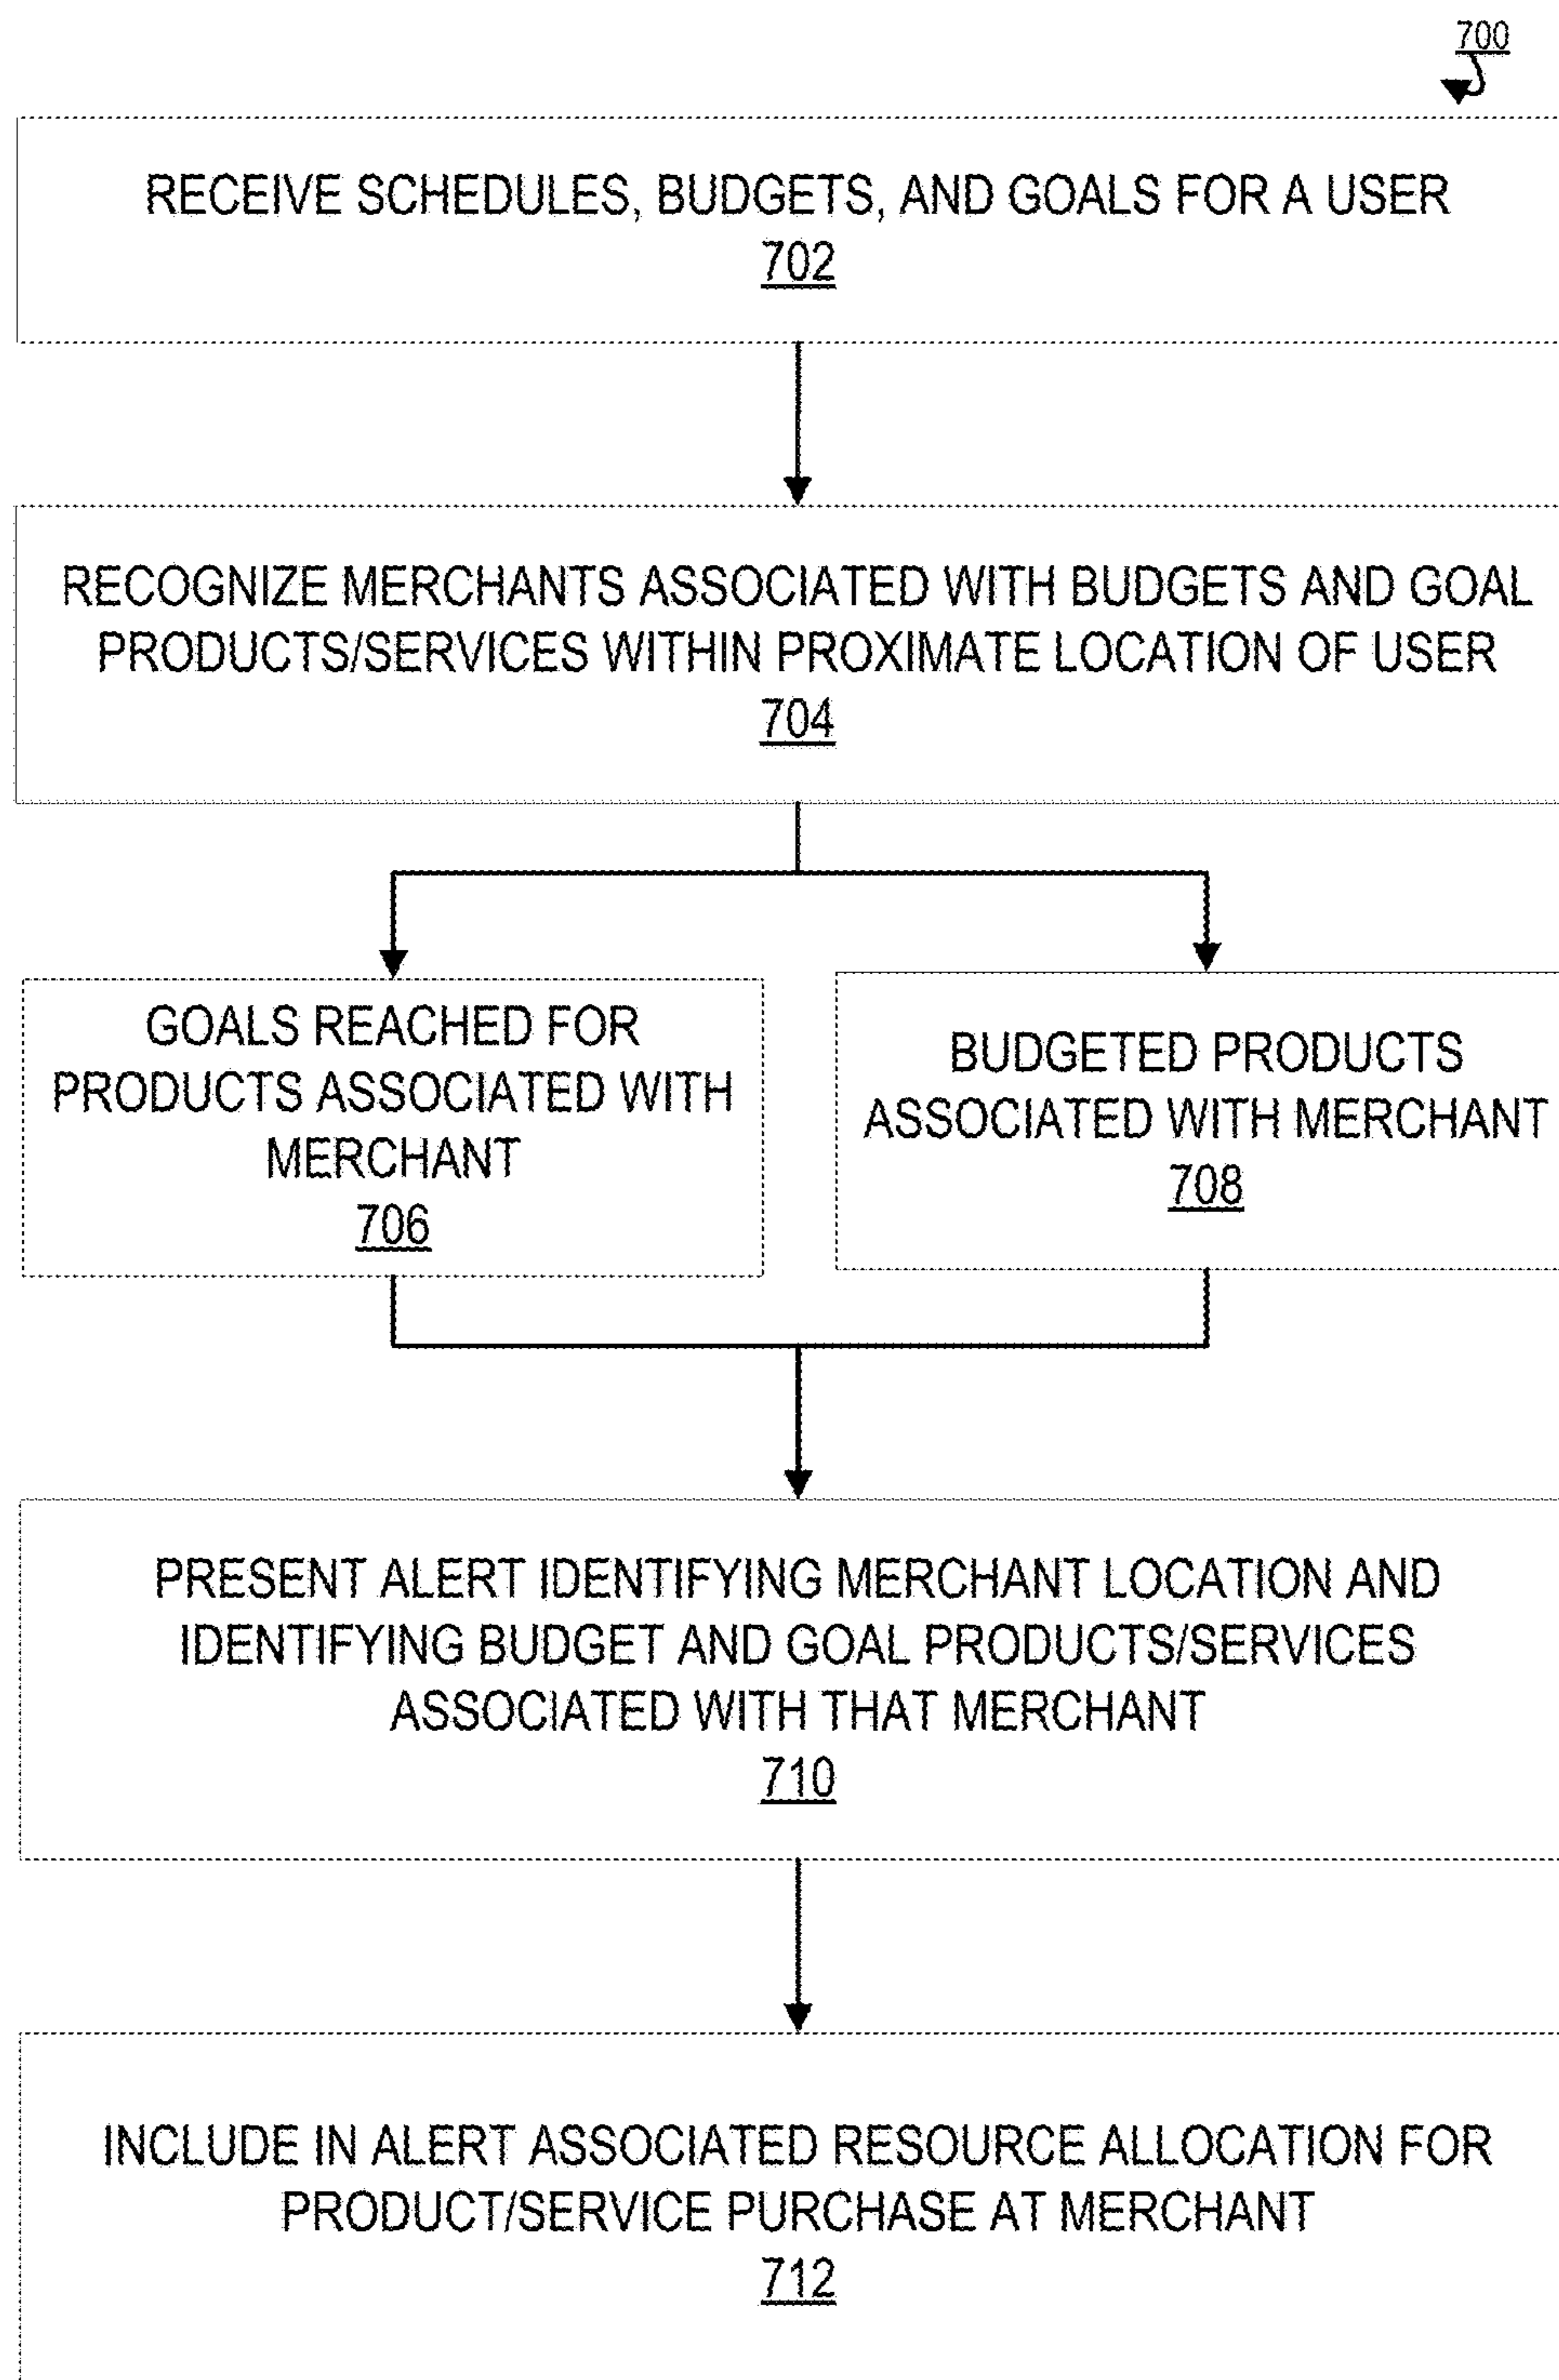 700
RECEIVE SCHEDULES, BUDGETS, AND GOALS FOR A USER
702
RECOGNIZE MERCHANTS ASSOCIATED WITH BUDGETS AND GOAL
PRODUCTS/SERVICES WITHIN PROXIMATE LOCATION OF USER
704
GOALS REACHED FOR
PRODUCTS ASSOCIATED WITH
MERCHANT
706
BUDGETED PRODUCTS
ASSOCIATED WITH MERCHANT
708
PRESENT ALERT IDENTIFYING MERCHANT LOCATION AND
IDENTIFYING BUDGET AND GOAL PRODUCTS/SERVICES
ASSOCIATED WITH THAT MERCHANT
710
INCLUDE IN ALERT ASSOCIATED RESOURCE ALLOCATION FOR
PRODUCT/SERVICE PURCHASE AT MERCHANT
712